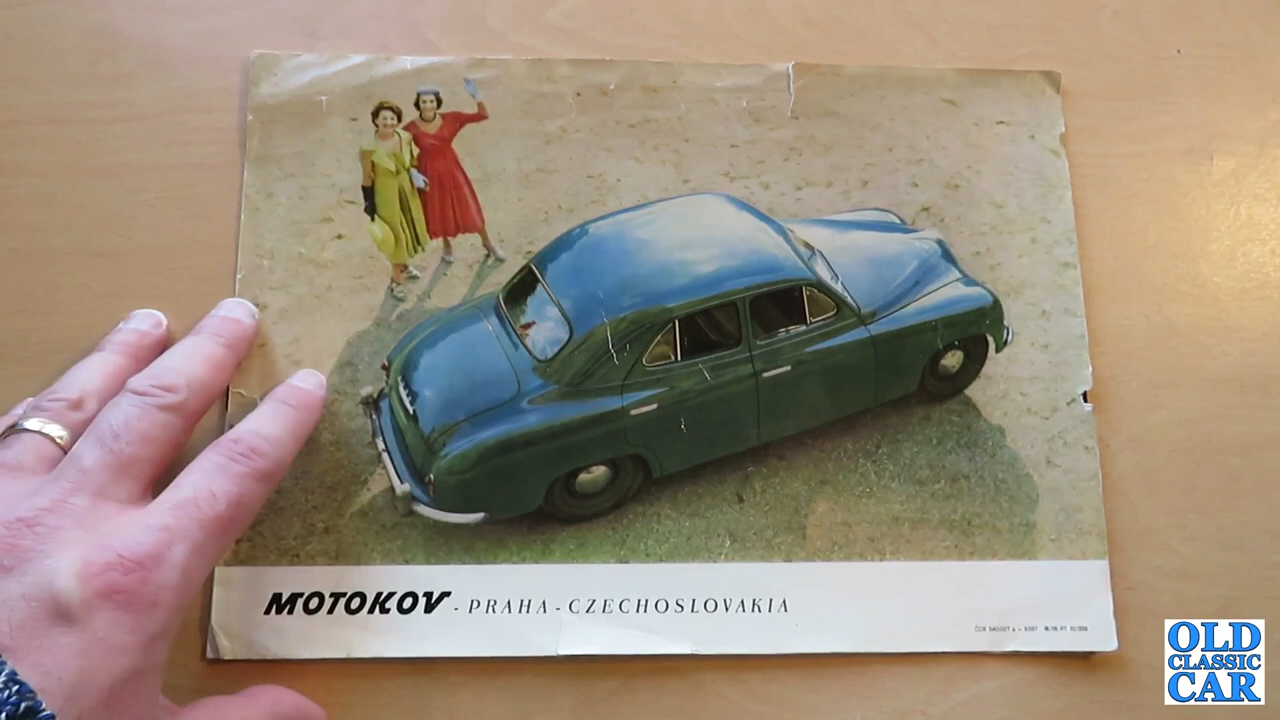 MOTOKOV - PRAHA - CZECHOSLOVAKIA
OLD
CLASSIC
CAR